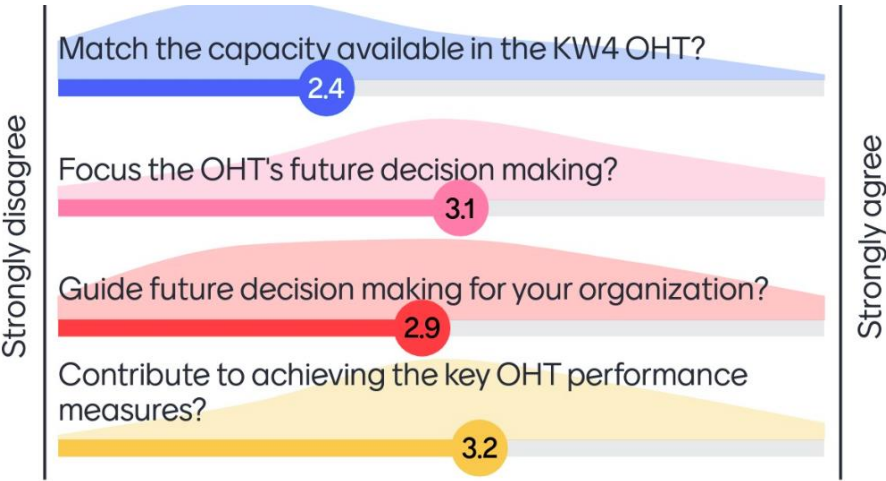 Strongly disagree
Match the capacity available in the KW4 OHT?
2.4
Focus the OHT's future decision making?
3.1
Guide future decision making for your organization?
2.9
Contribute to achieving the key OHT performance
measures?
3.2
Strongly agree